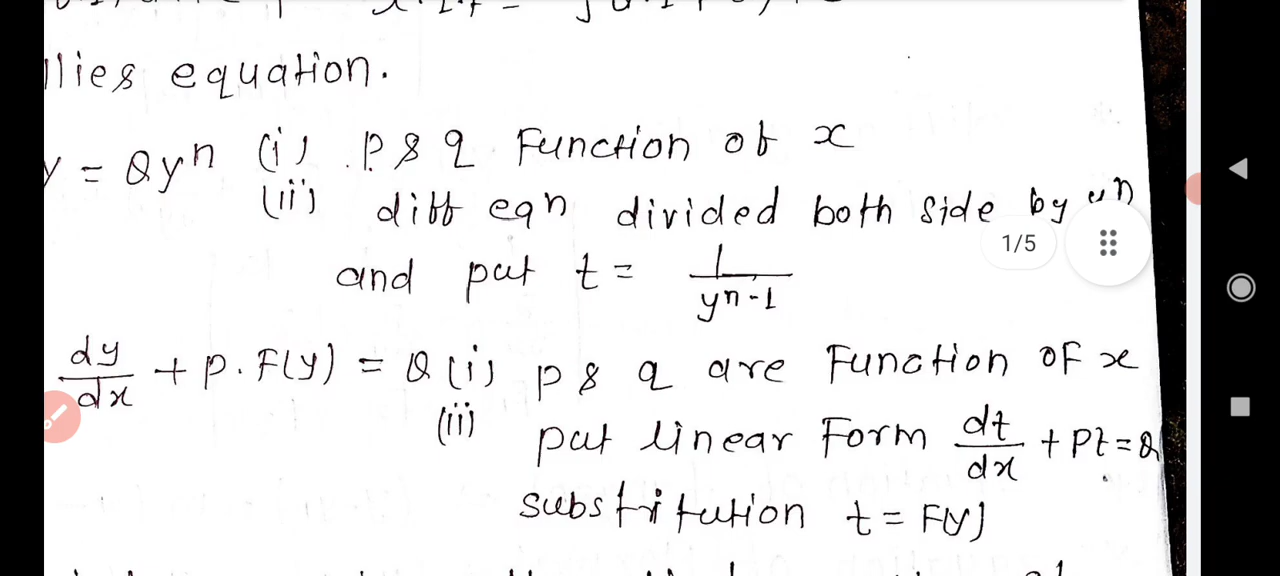 llies equation.
y = Qyⁿ (i) P & q Function of x
(ii) diff eqn divided both side by yⁿ
1/5
and put t = 1/yⁿ⁻¹
dy/dx + P. F(y) = Q (i) P & q are Function of x
(ii) put linear Form dt/dx + Pt = Q
substitution t = F(y)